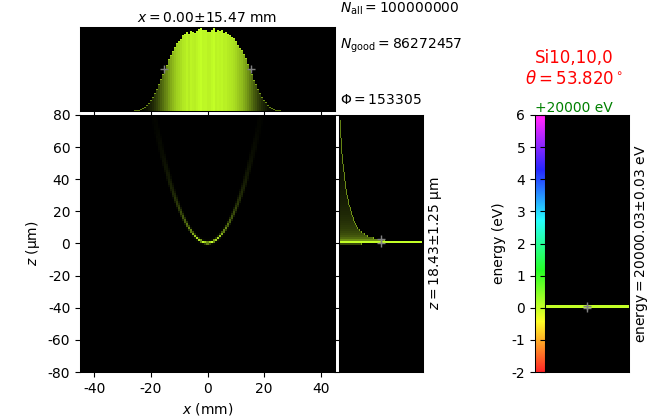 x = 0.00±15.47 mm
N_all = 100000000
N_good = 86272457
Φ = 153305
Si10,10,0
θ = 53.820°
+20000 eV
80
60
40
20
0
-20
-40
-60
-80
z (µm)
-40
-20
0
20
40
x (mm)
z = 18.43±1.25 µm
6
5
4
3
2
1
0
-1
-2
energy (eV)
energy = 20000.03±0.03 eV